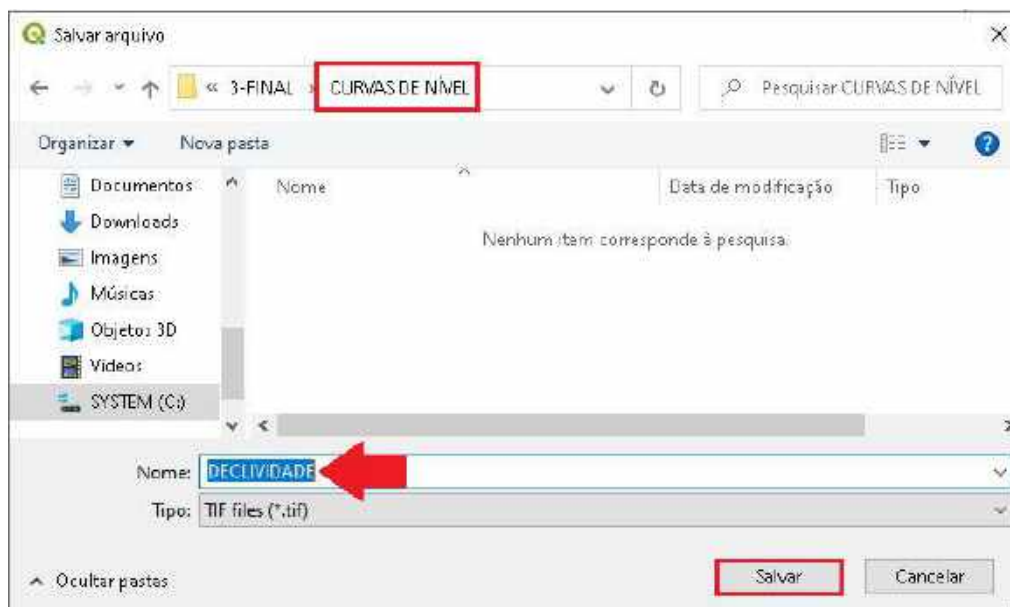 Salvar arquivo
« 3-FINAL › CURVAS DE NÍVEL
Pesquisar CURVAS DE NÍVEL
Organizar
Nova pasta
Documentos
Nome
Data de modificação
Tipo
Downloads
Nenhum item corresponde à pesquisa.
Imagens
Músicas
Objetos 3D
Vídeos
SYSTEM (C:)
Nome: DECLIVIDADE
Tipo: TIF files (*.tif)
Ocultar pastas
Salvar
Cancelar